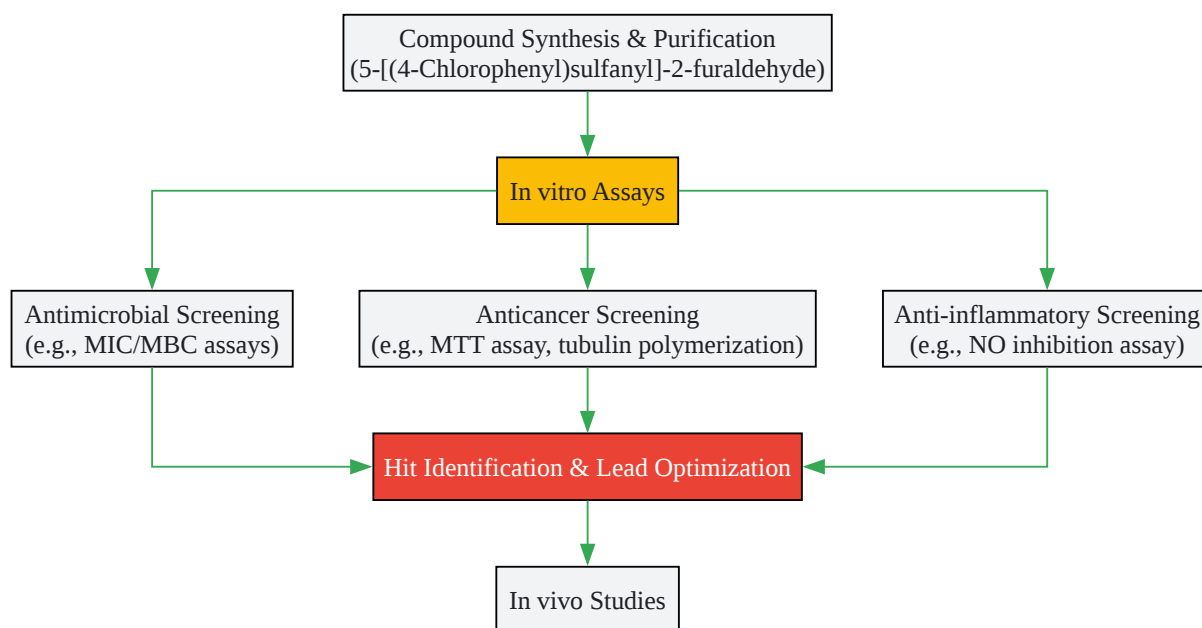 Compound Synthesis & Purification
(5-[(4-Chlorophenyl)sulfanyl]-2-furaldehyde)
In vitro Assays
Antimicrobial Screening
(e.g., MIC/MBC assays)
Anticancer Screening
(e.g., MTT assay, tubulin polymerization)
Anti-inflammatory Screening
(e.g., NO inhibition assay)
Hit Identification & Lead Optimization
In vivo Studies